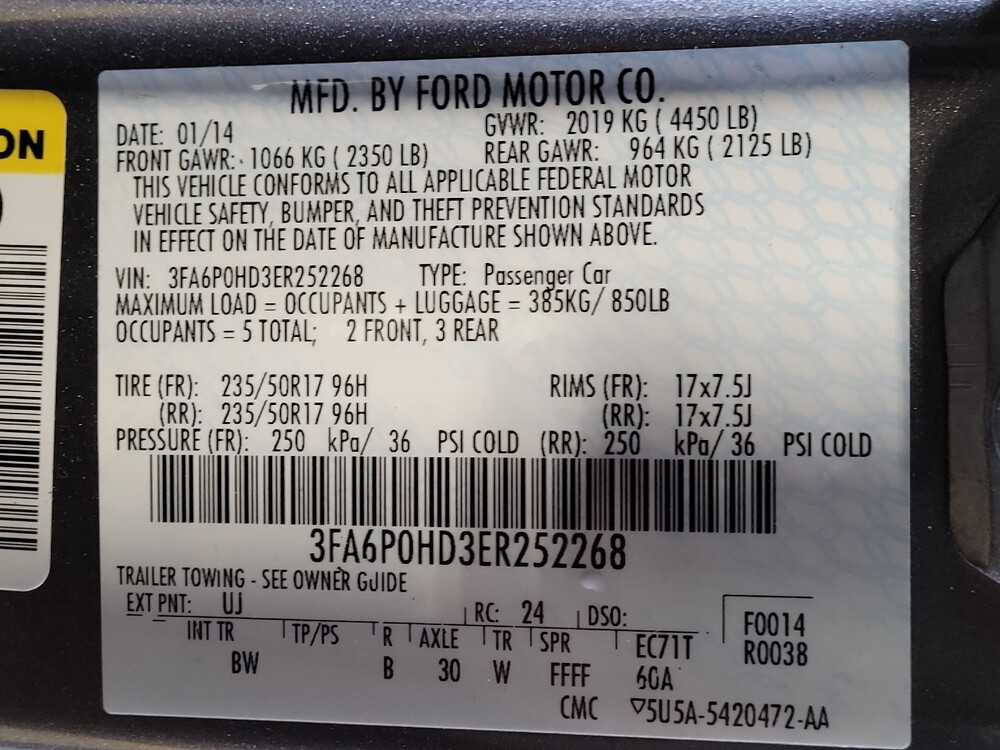 ON
MFD. BY FORD MOTOR CO.
DATE: 01/14 GVWR: 2019 KG ( 4450 LB)
FRONT GAWR: 1066 KG ( 2350 LB) REAR GAWR: 964 KG ( 2125 LB)
THIS VEHICLE CONFORMS TO ALL APPLICABLE FEDERAL MOTOR
VEHICLE SAFETY, BUMPER, AND THEFT PREVENTION STANDARDS
IN EFFECT ON THE DATE OF MANUFACTURE SHOWN ABOVE.
VIN: 3FA6P0HD3ER252268 TYPE: Passenger Car
MAXIMUM LOAD = OCCUPANTS + LUGGAGE = 385KG/ 850LB
OCCUPANTS = 5 TOTAL; 2 FRONT, 3 REAR
TIRE (FR): 235/50R17 96H RIMS (FR): 17x7.5J
(RR): 235/50R17 96H (RR): 17x7.5J
PRESSURE (FR): 250 kPa/ 36 PSI COLD (RR): 250 kPa/ 36 PSI COLD
3FA6P0HD3ER252268
TRAILER TOWING - SEE OWNER GUIDE
EXT PNT: UJ RC: 24 DSO: F0014
INT TR TP/PS R AXLE TR SPR EC71T R0038
BW B 30 W FFFF 60A
CMC ▽5U5A-5420472-AA